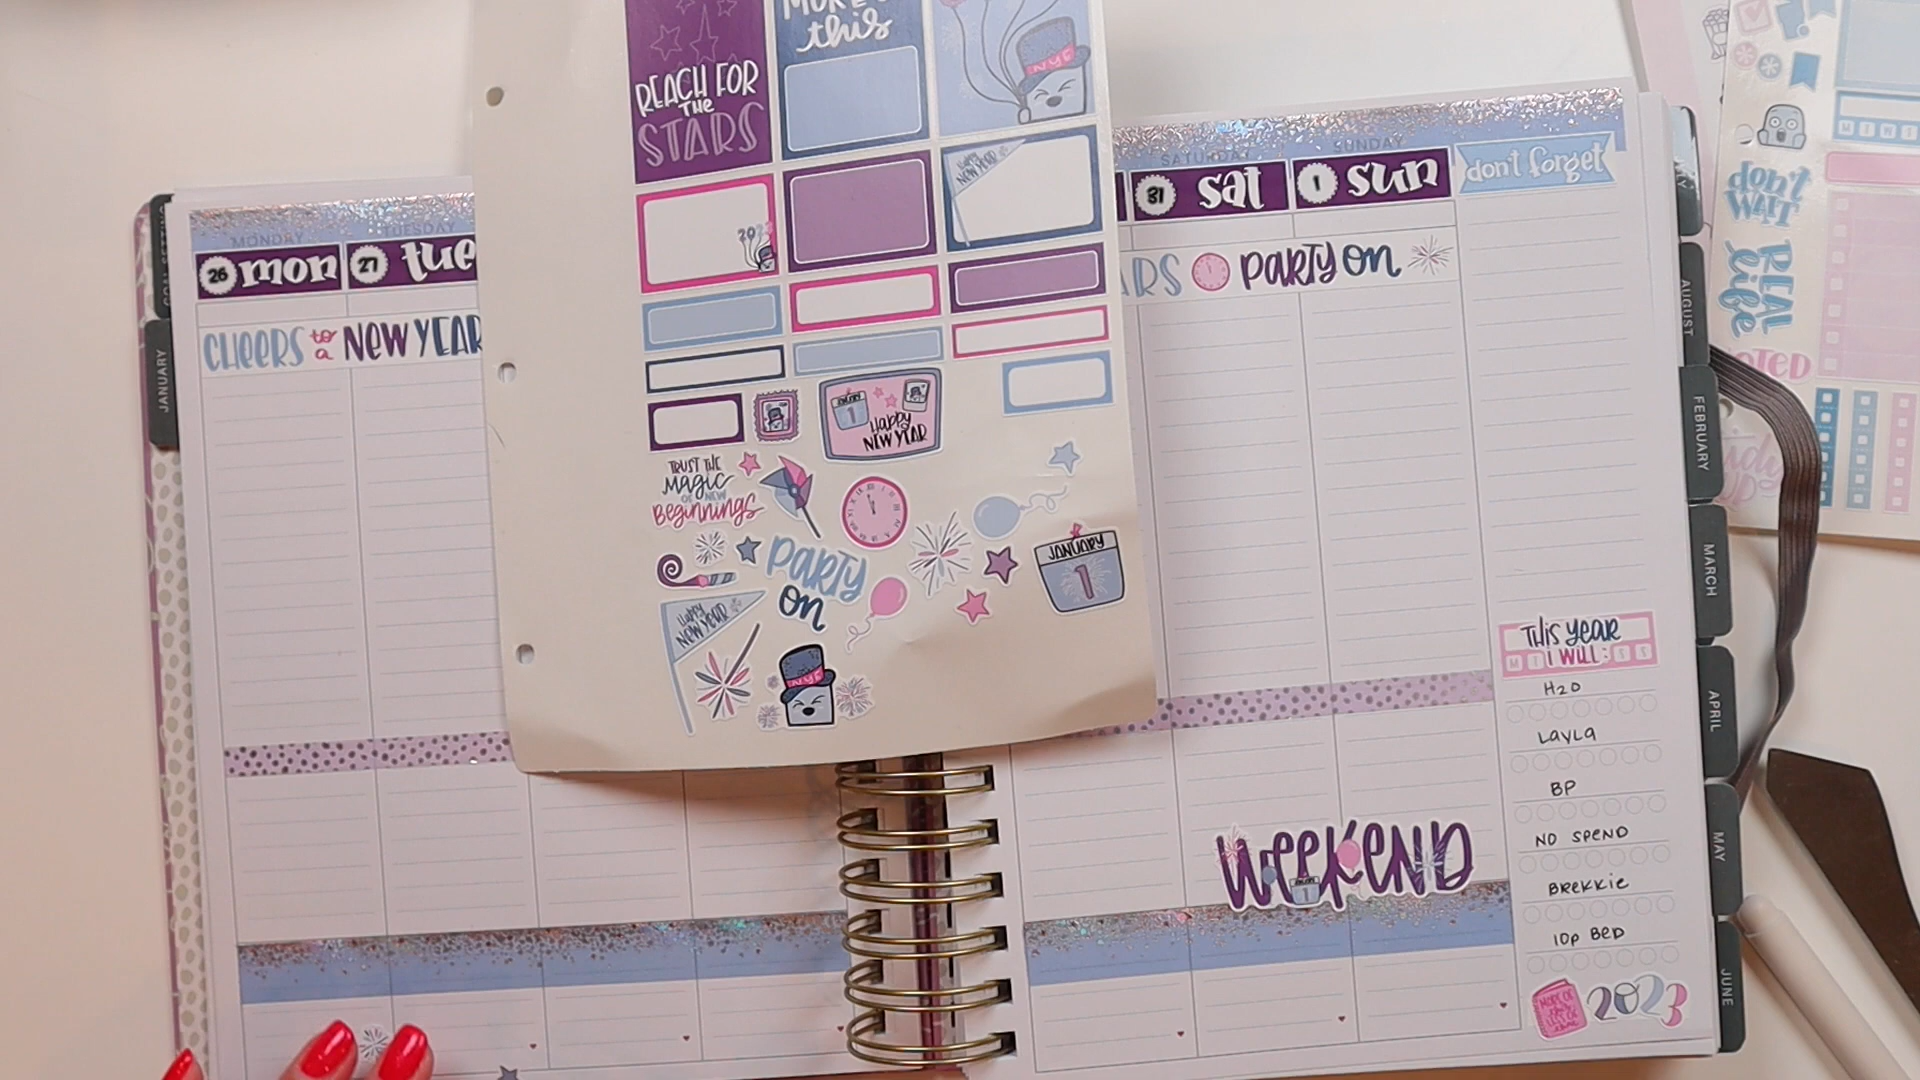 MORE
this
REACH FOR
THE
STARS
NYE
HAPPY
NEW YEAR
2023
SATURDAY
SUNDAY
31 sat
1 sun
don't forget
MONDAY
TUESDAY
26 mon
27 tue
PARTY ON
CHEERS to a NEW YEAR
JANUARY
1
Happy
NEW YEAR
TRUST THE
Magic
OF NEW
Beginnings
PARTY
on
JANUARY
1
Happy
NEW YEAR
NYE
don't
WAIT
REAL
life
THIS YEAR
I WILL:
H2O
LAYLA
BP
NO SPEND
BREKKIE
10P BED
2023
WEEKEND
JANUARY
1
JANUARY
AUGUST
FEBRUARY
MARCH
APRIL
MAY
JUNE